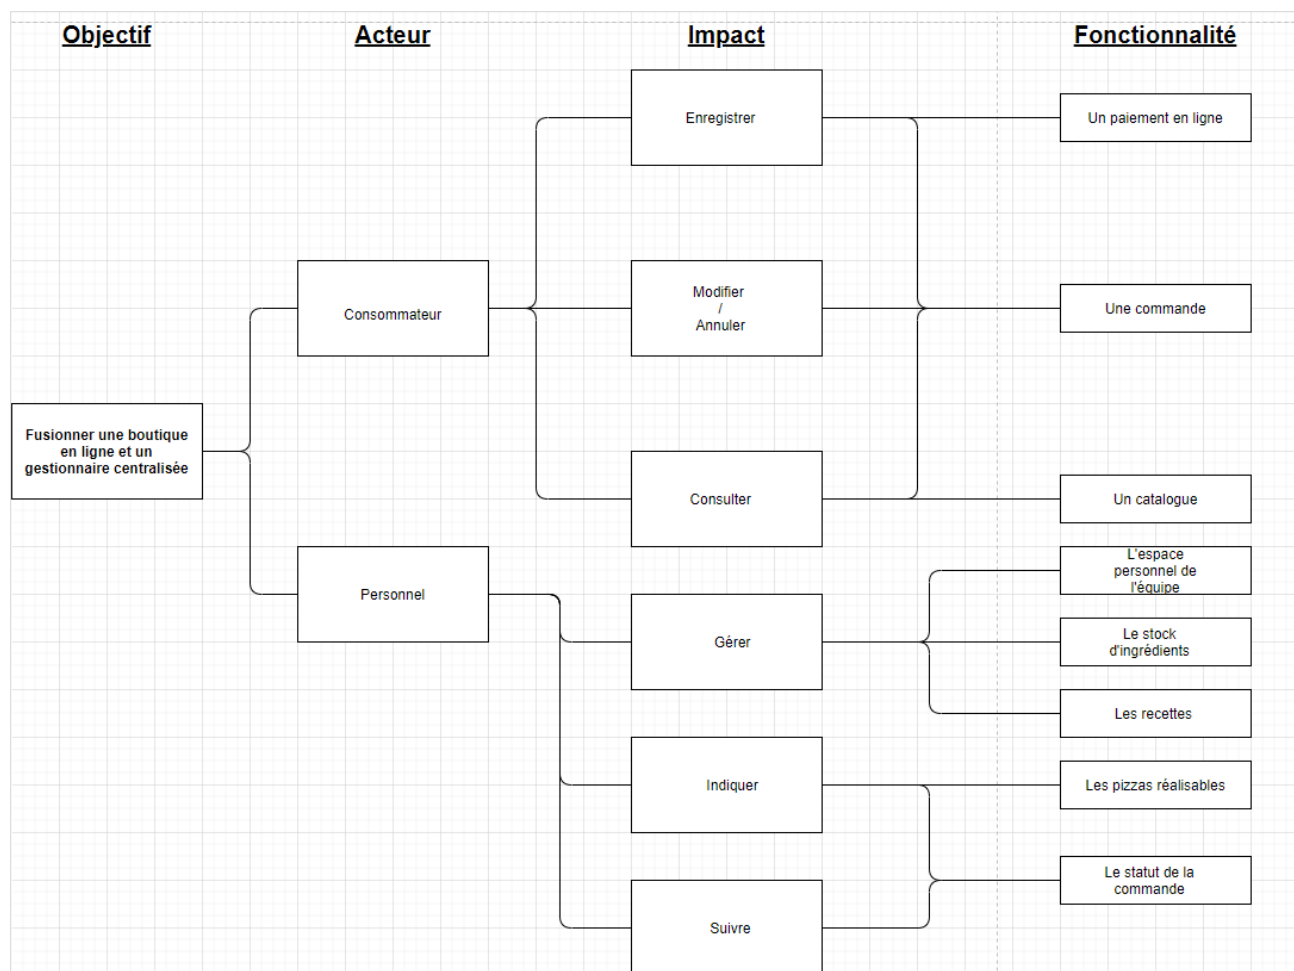 Objectif
Acteur
Impact
Fonctionnalité
Enregistrer
Un paiement en ligne
Modifier
/
Annuler
Une commande
Consommateur
Fusionner une boutique
en ligne et un
gestionnaire centralisée
Consulter
Un catalogue
Personnel
L'espace
personnel de
l'équipe
Gérer
Le stock
d'ingrédients
Les recettes
Indiquer
Les pizzas réalisables
Le statut de la
commande
Suivre